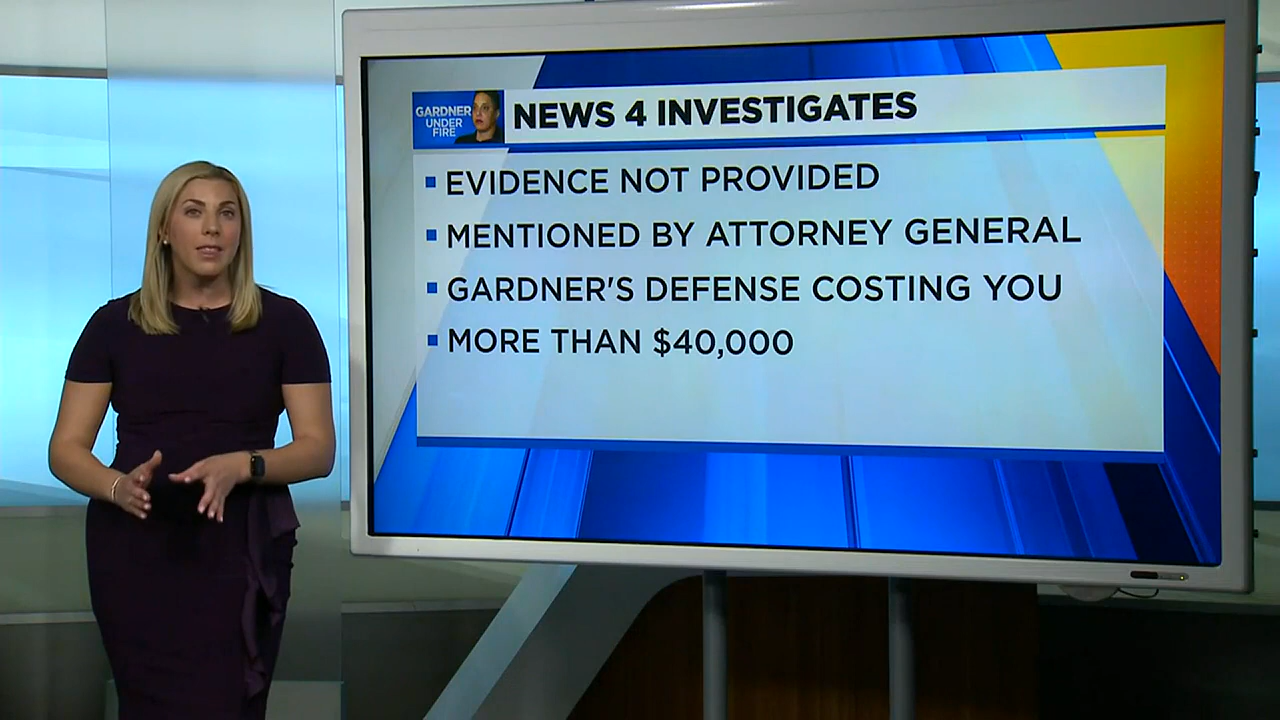 GARDNER
UNDER
FIRE
NEWS 4 INVESTIGATES
EVIDENCE NOT PROVIDED
MENTIONED BY ATTORNEY GENERAL
GARDNER'S DEFENSE COSTING YOU
MORE THAN $40,000